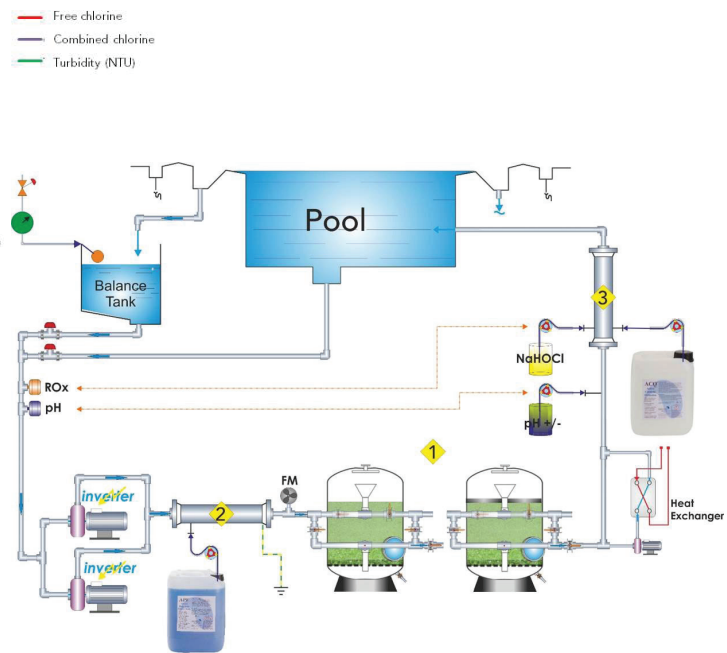 Free chlorine
Combined chlorine
Turbidity (NTU)
Pool
Balance
Tank
3
NaHOCl
ROx
pH
pH +/-
ACO
1
FM
inverter
2
Heat
Exchanger
inverter